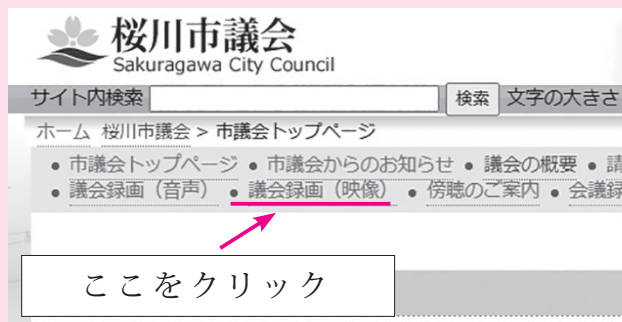 桜川市議会
Sakuragawa City Council
サイト内検索 検索 文字の大きさ
ホーム 桜川市議会 > 市議会トップページ
• 市議会トップページ • 市議会からのお知らせ • 議会の概要 • 請
• 議会録画（音声） • 議会録画（映像） • 傍聴のご案内 • 会議録
ここをクリック